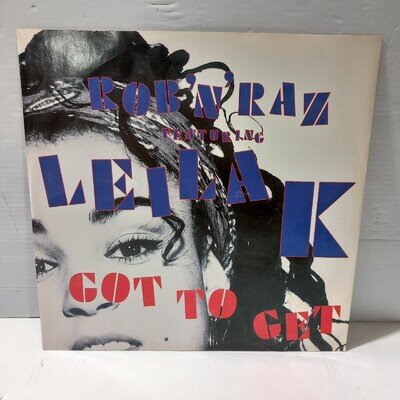 ROB'N'RAZ
FEATURING
LEILA K
GOT TO GET